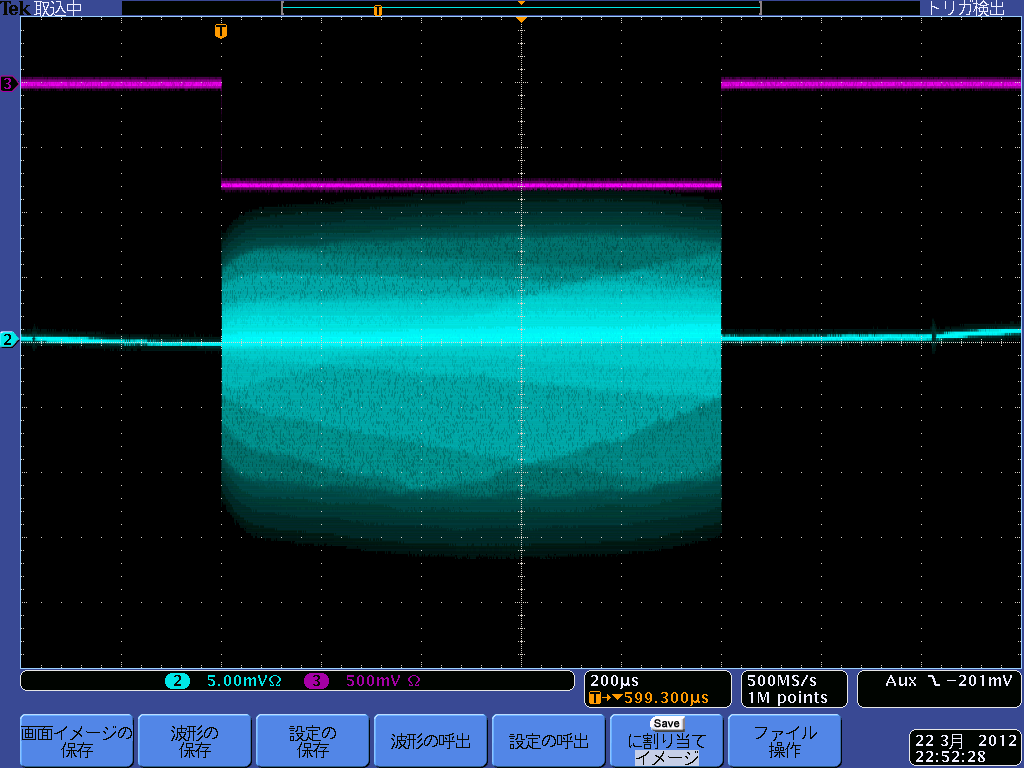 Tek 取込中
トリガ検出
T
T
3
2
2 5.00mVΩ 3 500mV Ω
200µs
T→▼599.300µs
500MS/s
1M points
Aux ⤵ −201mV
画面イメージの
保存
波形の
保存
設定の
保存
波形の呼出
設定の呼出
Save
に割り当て
イメージ
ファイル
操作
22 3月 2012
22:52:28